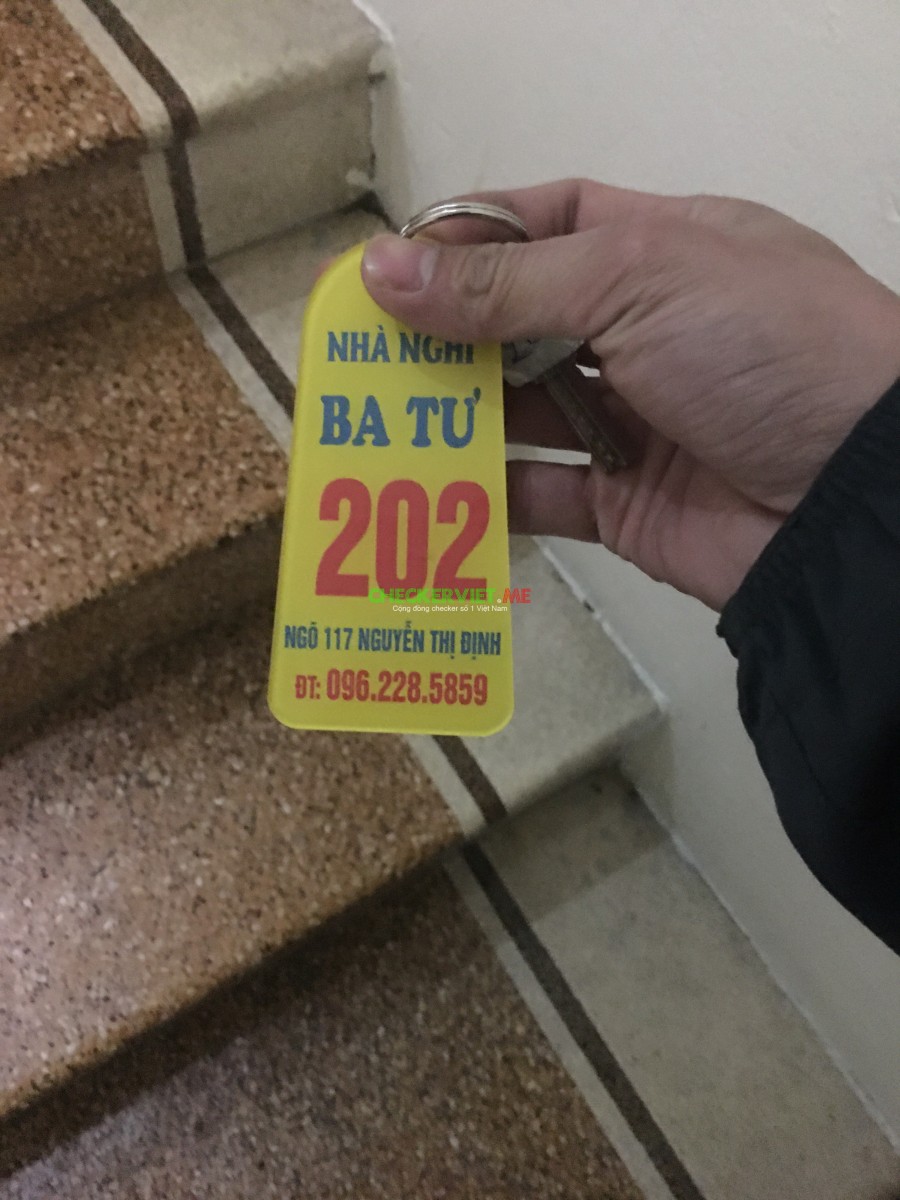 NHÀ NGHỈ
BA TƯ
202
CHECKERVIET.ME
Cộng đồng checker số 1 Việt Nam
NGÕ 117 NGUYỄN THỊ ĐỊNH
ĐT: 096.228.5859